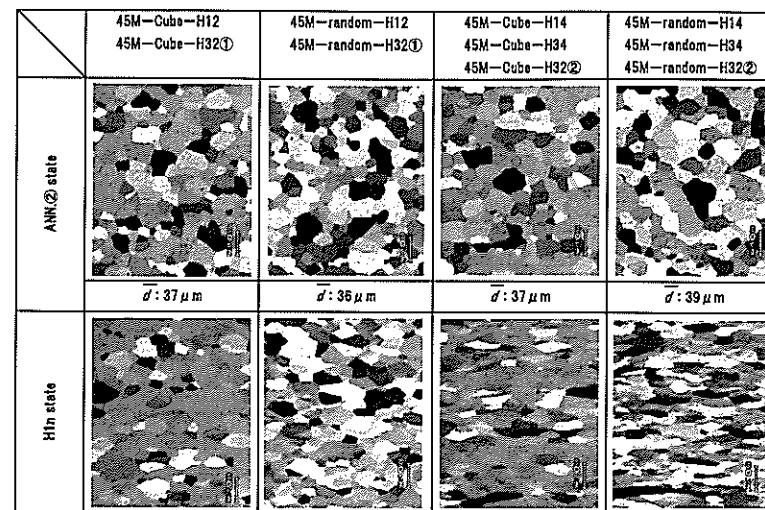 45M-Cube-H12
45M-Cube-H32①
45M-random-H12
45M-random-H32①
45M-Cube-H14
45M-Cube-H34
45M-Cube-H32②
45M-random-H14
45M-random-H34
45M-random-H32②
ANN.② state
d̅ : 37 μm
d̅ : 36 μm
d̅ : 37 μm
d̅ : 39 μm
H1n state